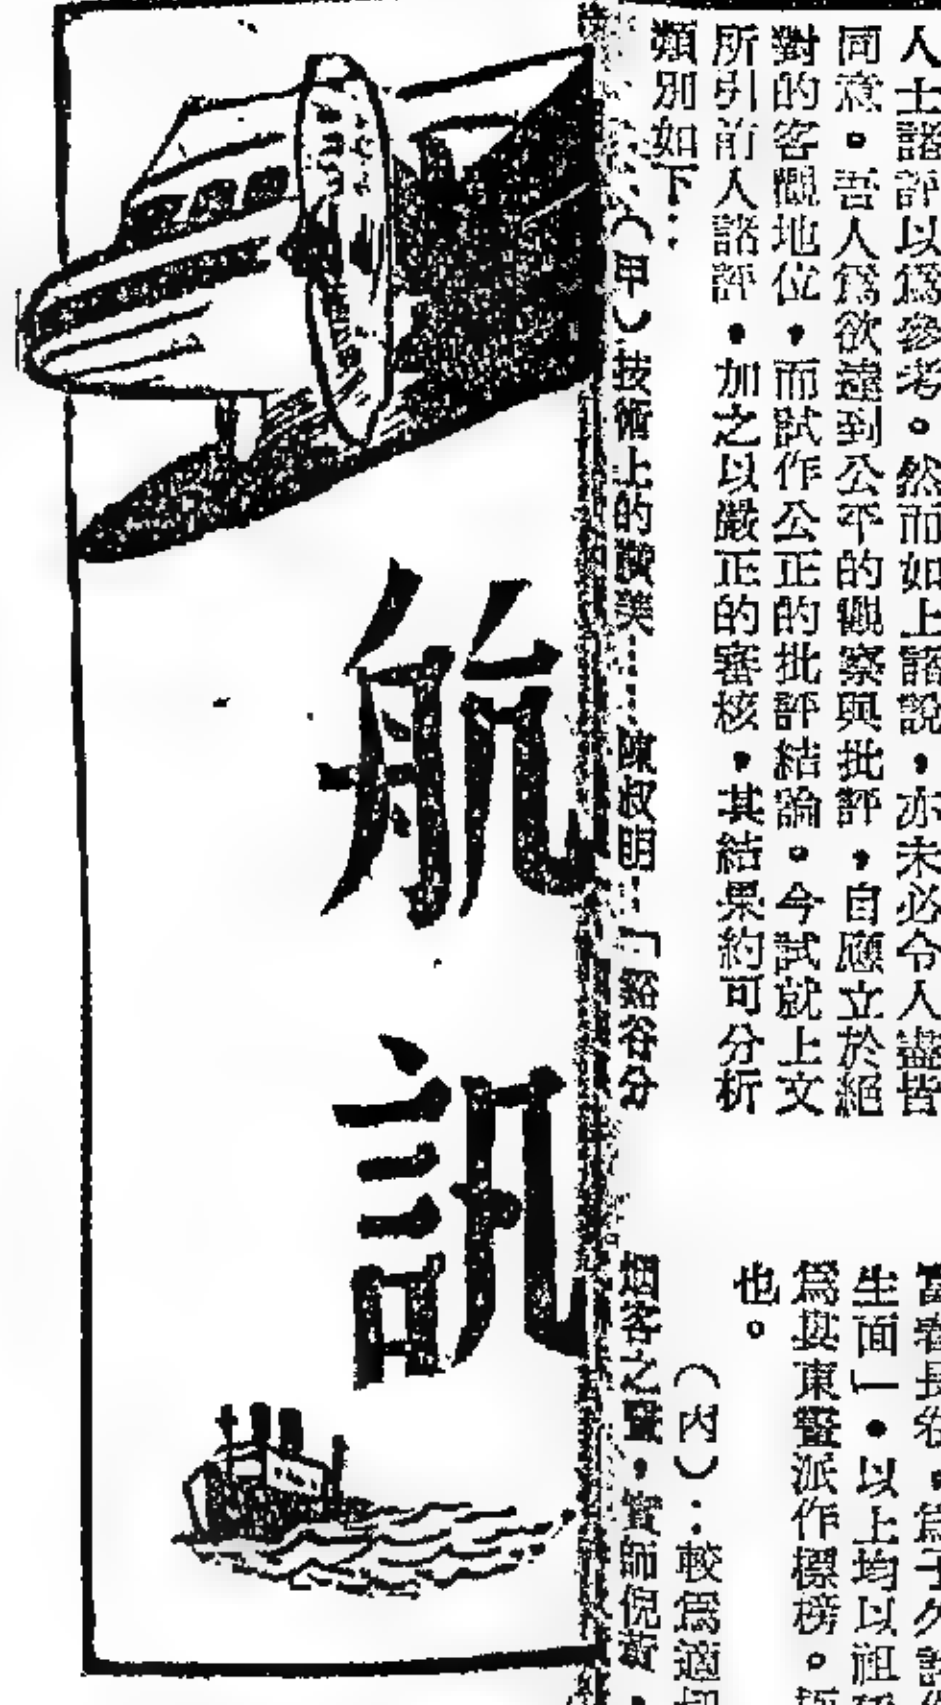 人士諸評以爲參考。然而如上諸說，亦未必令人盡皆
同意。吾人爲欲達到公平的觀察與批評，自應立於絕
對的客觀地位，而試作公正的批評結論。今試就上文
所引前人諸評，加之以嚴正的審核，其結果約可分析
類別如下：
（甲）技術上的讚美……陳叔明：「谿谷分
生面」，以上均以祖
爲與東
派作標榜。
也。
（丙）：較爲適切
烟客之
，實師倪
航訊